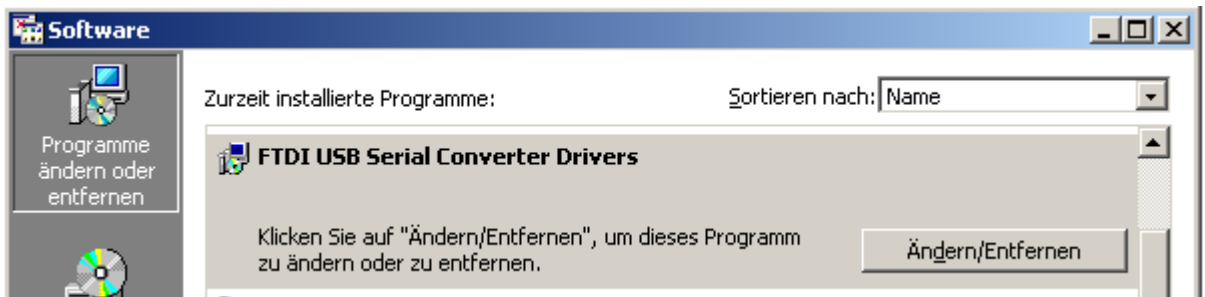 Software
Zurzeit installierte Programme:
Sortieren nach: Name
Programme
ändern oder
entfernen
FTDI USB Serial Converter Drivers
Klicken Sie auf "Ändern/Entfernen", um dieses Programm
zu ändern oder zu entfernen.
Ändern/Entfernen